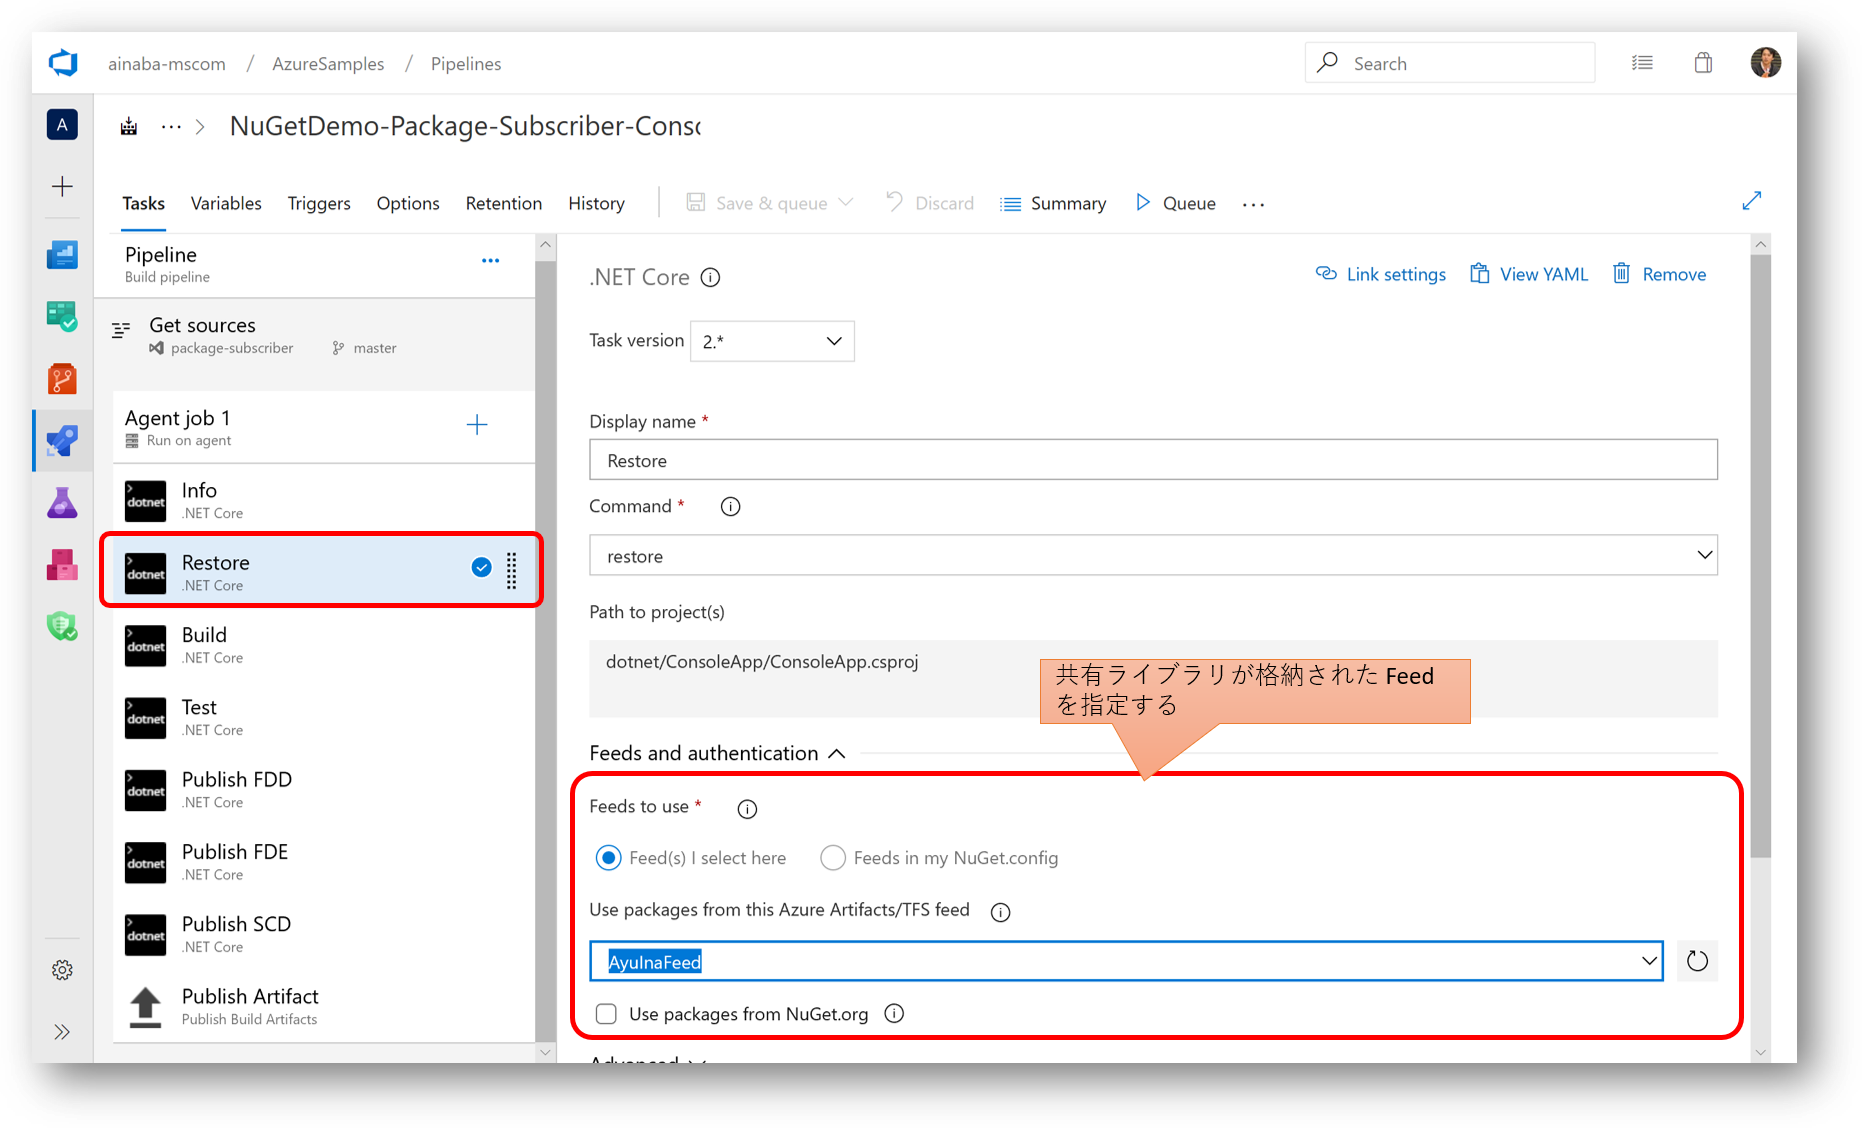 ainaba-mscom / AzureSamples / Pipelines
Search
A
... > NuGetDemo-Package-Subscriber-Conso
Tasks Variables Triggers Options Retention History Save & queue Discard Summary Queue ...
Pipeline
Build pipeline
Get sources
package-subscriber master
Agent job 1
Run on agent
dotnet
Info
.NET Core
dotnet
Restore
.NET Core
dotnet
Build
.NET Core
dotnet
Test
.NET Core
dotnet
Publish FDD
.NET Core
dotnet
Publish FDE
.NET Core
dotnet
Publish SCD
.NET Core
Publish Artifact
Publish Build Artifacts
.NET Core
Link settings View YAML Remove
Task version 2.*
Display name *
Restore
Command *
restore
Path to project(s)
dotnet/ConsoleApp/ConsoleApp.csproj
共有ライブラリが格納された Feed
を指定する
Feeds and authentication
Feeds to use *
Feed(s) I select here Feeds in my NuGet.config
Use packages from this Azure Artifacts/TFS feed
AyuInaFeed
Use packages from NuGet.org
Advanced